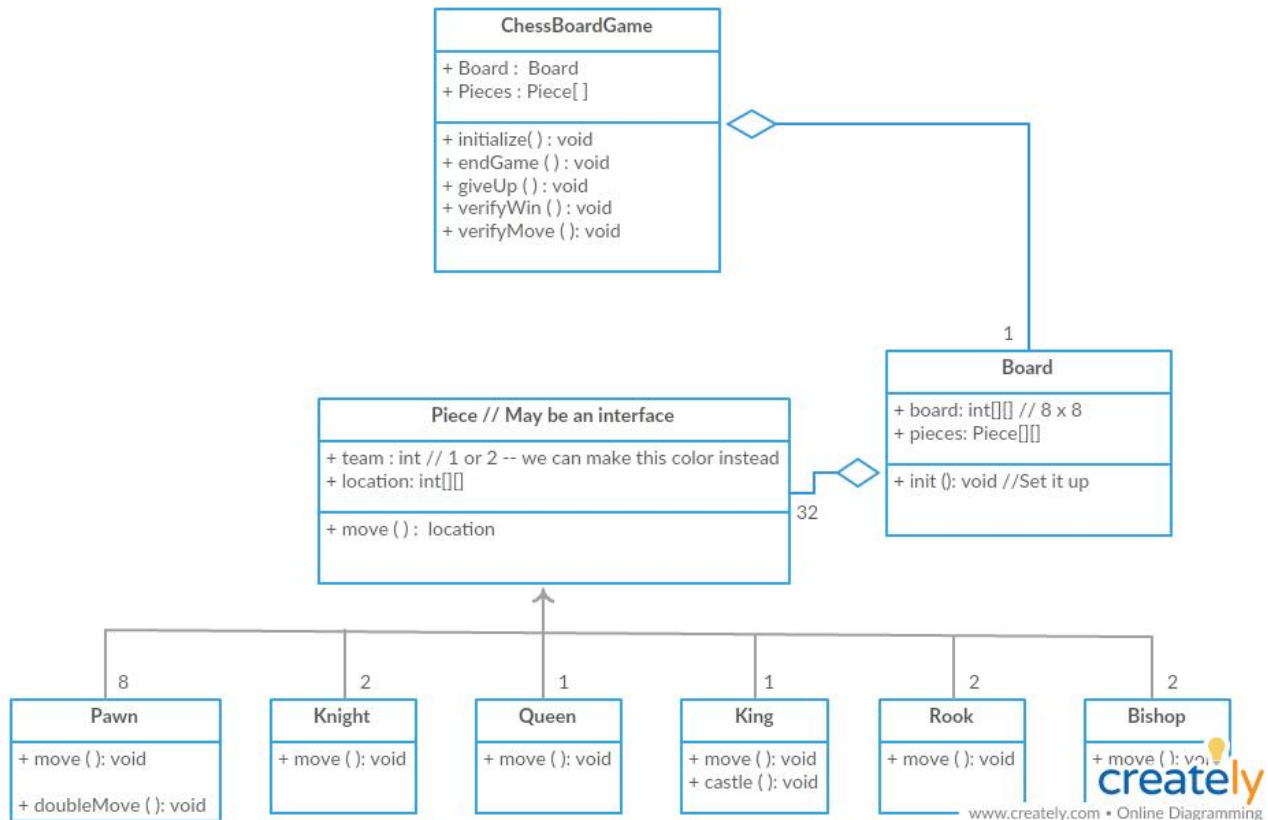 ChessBoardGame
+ Board : Board
+ Pieces : Piece[ ]
+ initialize( ) : void
+ endGame ( ) : void
+ giveUp ( ) : void
+ verifyWin ( ) : void
+ verifyMove ( ): void
1
Board
+ board: int[][] // 8 x 8
+ pieces: Piece[][]
+ init (): void //Set it up
Piece // May be an interface
+ team : int // 1 or 2 -- we can make this color instead
+ location: int[][]
+ move ( ) : location
32
8
2
1
1
2
2
Pawn
+ move ( ): void
+ doubleMove ( ): void
Knight
+ move ( ): void
Queen
+ move ( ): void
King
+ move ( ): void
+ castle ( ): void
Rook
+ move ( ): void
Bishop
+ move ( ): void
creately
www.creately.com • Online Diagramming